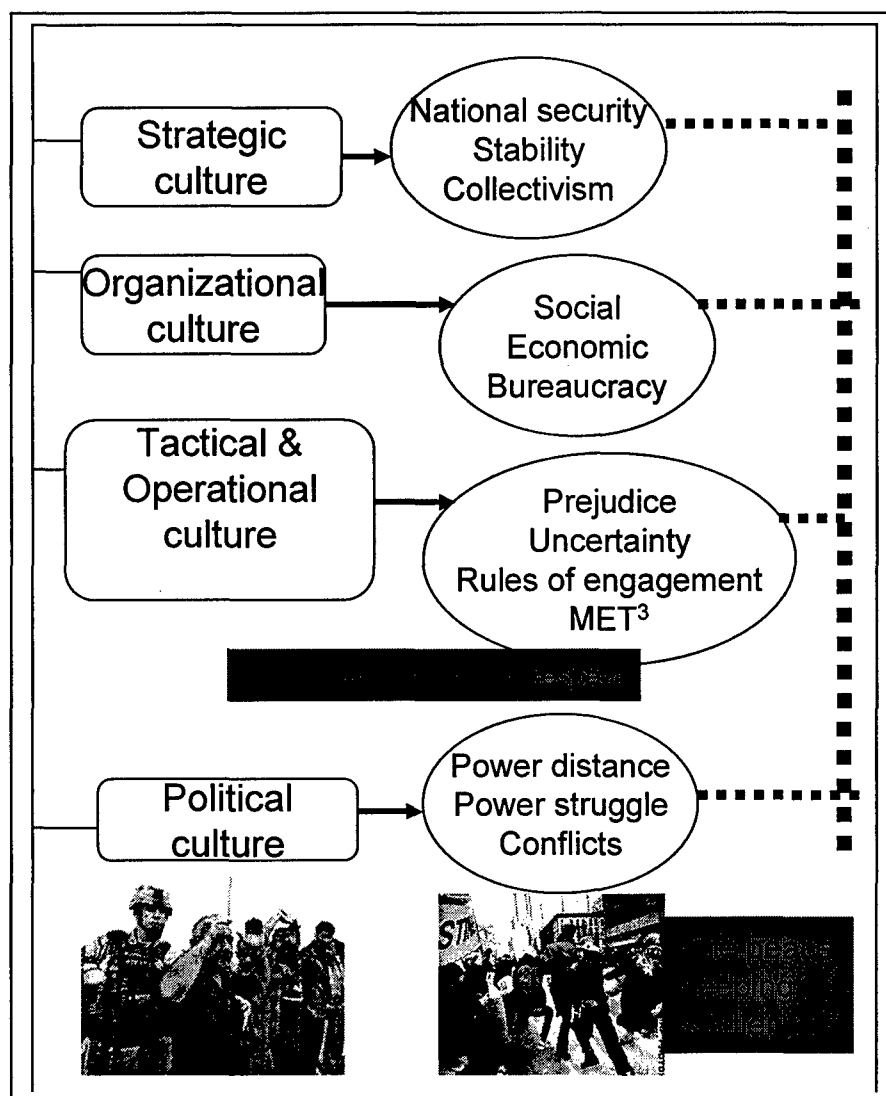 Strategic
culture
National security
Stability
Collectivism
Organizational
culture
Social
Economic
Bureaucracy
Tactical &
Operational
culture
Prejudice
Uncertainty
Rules of engagement
MET³
Political
culture
Power distance
Power struggle
Conflicts